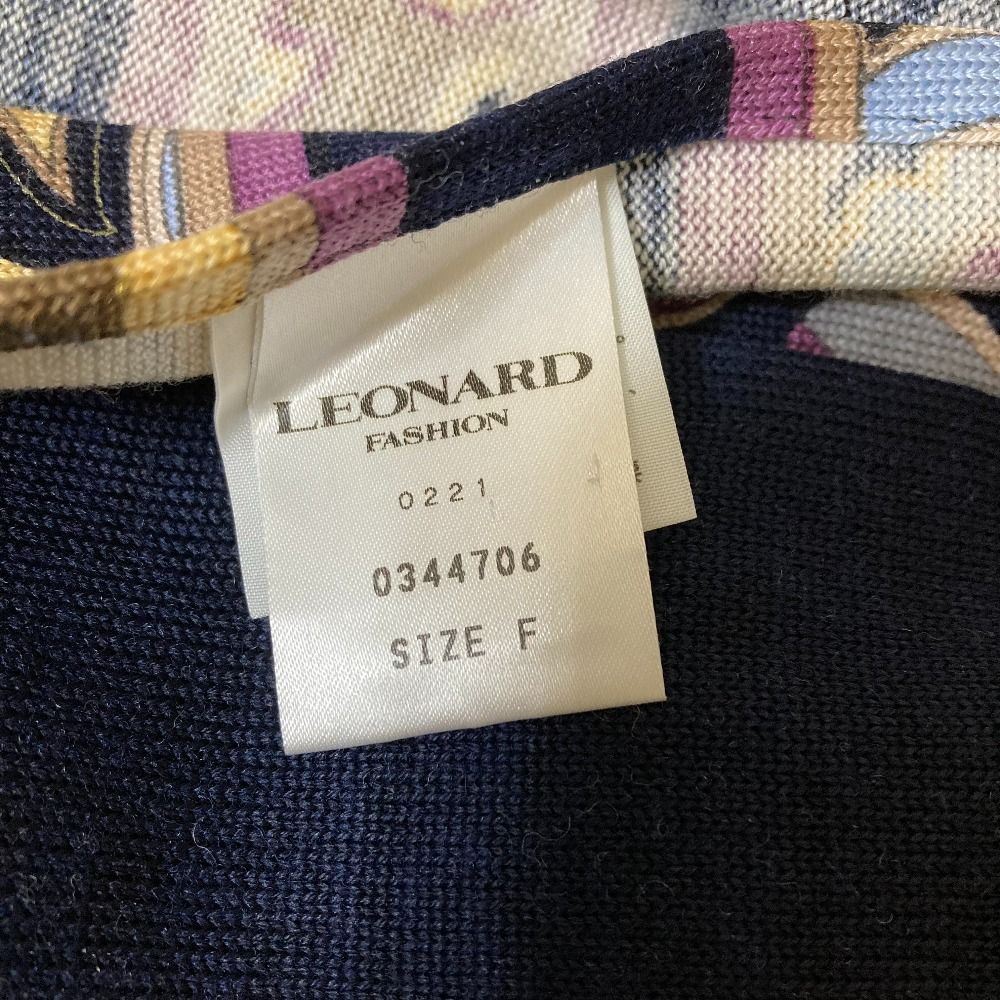 LEONARD
FASHION
0221
0344706
SIZE F